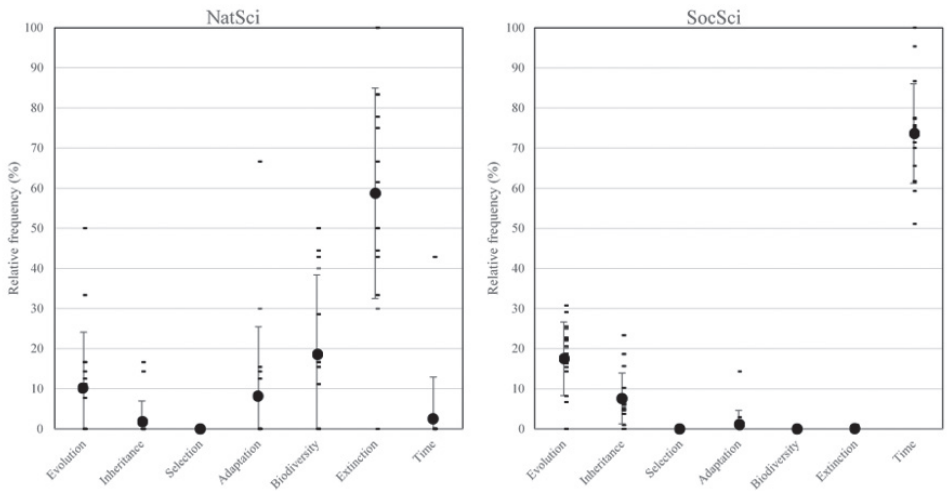 NatSci
Relative frequency (%)
100
90
80
70
60
50
40
30
20
10
0
Evolution
Inheritance
Selection
Adaptation
Biodiversity
Extinction
Time
SocSci
Relative frequency (%)
100
90
80
70
60
50
40
30
20
10
0
Evolution
Inheritance
Selection
Adaptation
Biodiversity
Extinction
Time